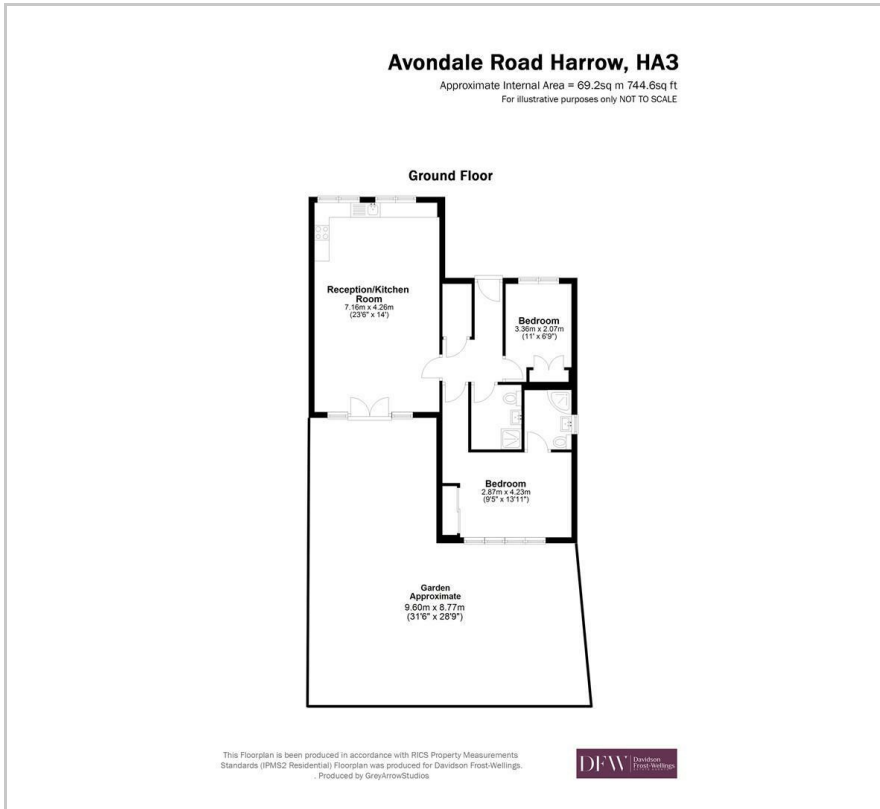 Avondale Road Harrow, HA3
Approximate Internal Area = 69.2sq m 744.6sq ft
For illustrative purposes only NOT TO SCALE
Ground Floor
Reception/Kitchen
Room
7.16m x 4.26m
(23'6" x 14')
Bedroom
3.36m x 2.07m
(11' x 6'9")
Bedroom
2.87m x 4.23m
(9'5" x 13'11")
Garden
Approximate
9.60m x 8.77m
(31'6" x 28'9")
This Floorplan is been produced in accordance with RICS Property Measurements
Standards (IPMS2 Residential) Floorplan was produced for Davidson Frost-Wellings.
. Produced by GreyArrowStudios
DFW
Davidson
Frost-Wellings